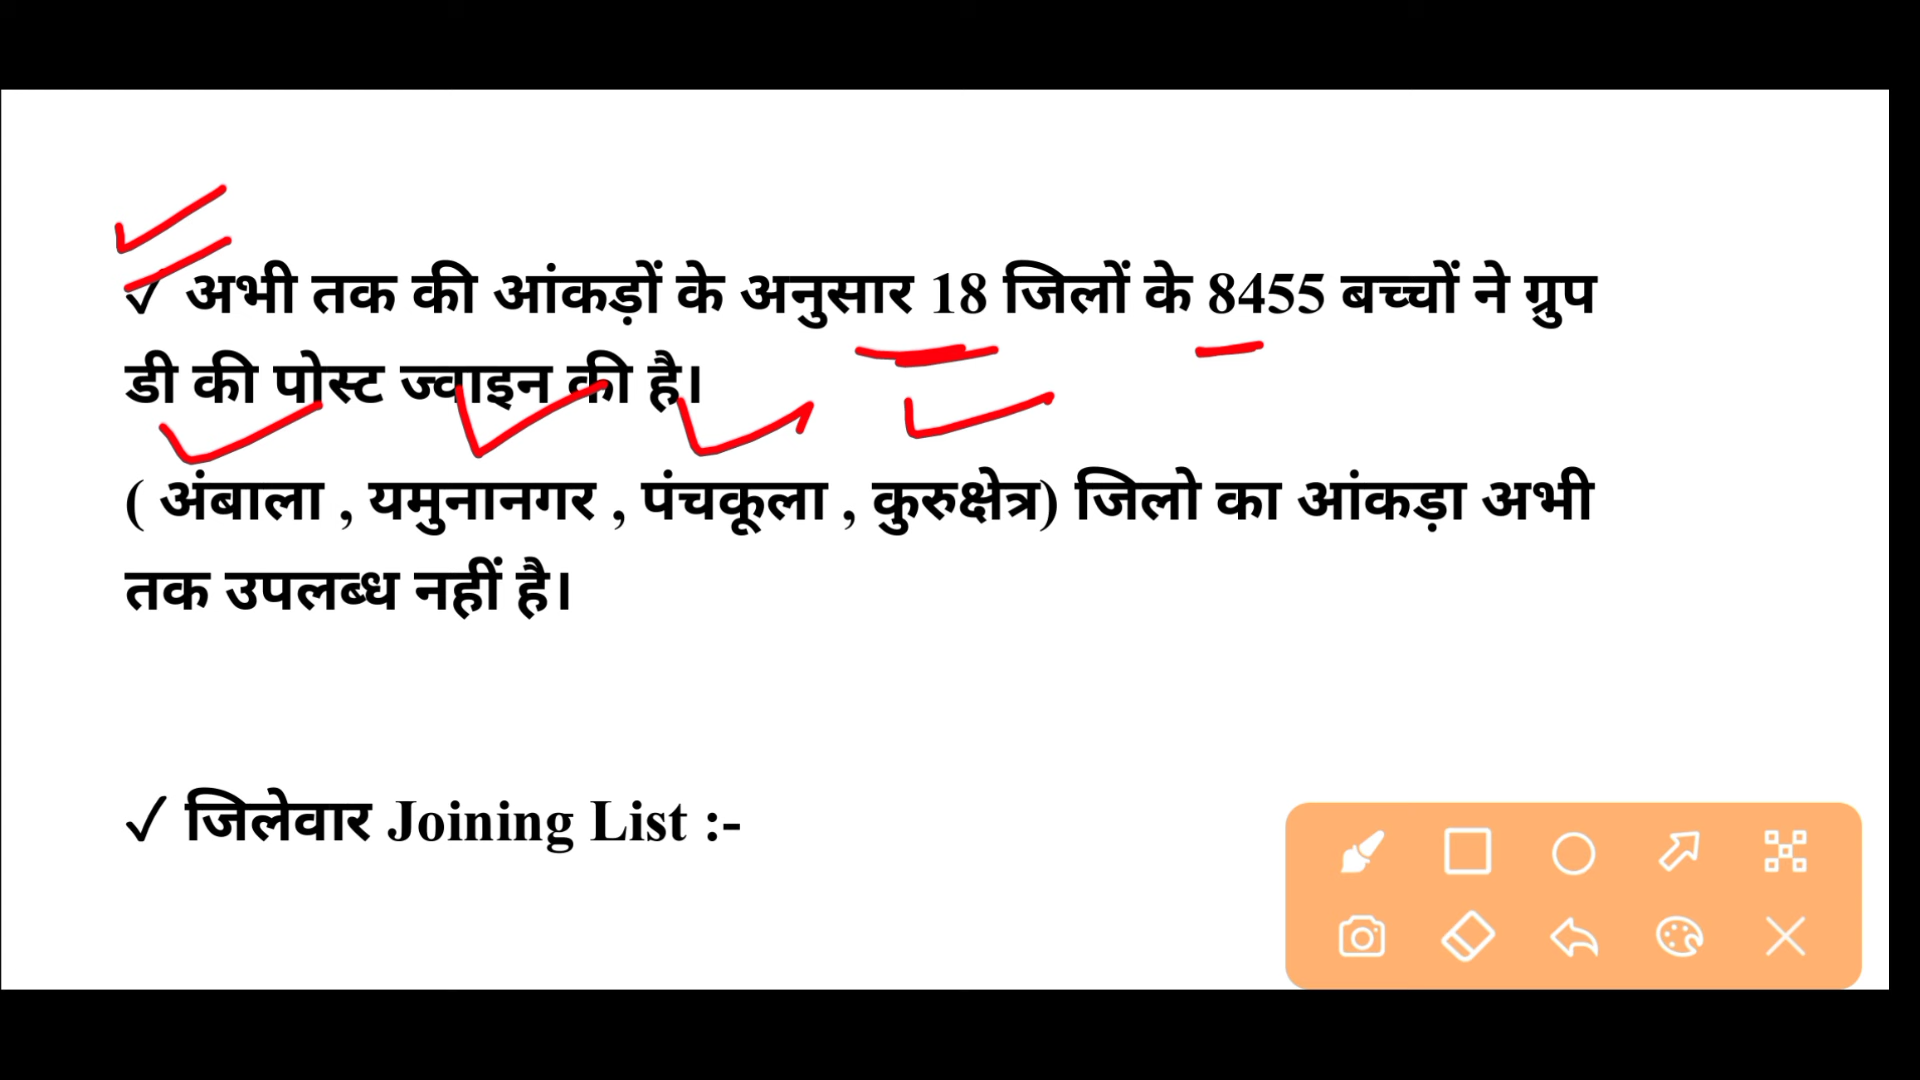 ✓ अभी तक की आंकड़ों के अनुसार 18 जिलों के 8455 बच्चों ने ग्रुप
डी की पोस्ट ज्वाइन की है।
( अंबाला , यमुनानगर , पंचकूला , कुरुक्षेत्र) जिलो का आंकड़ा अभी
तक उपलब्ध नहीं है।
✓ जिलेवार Joining List :-